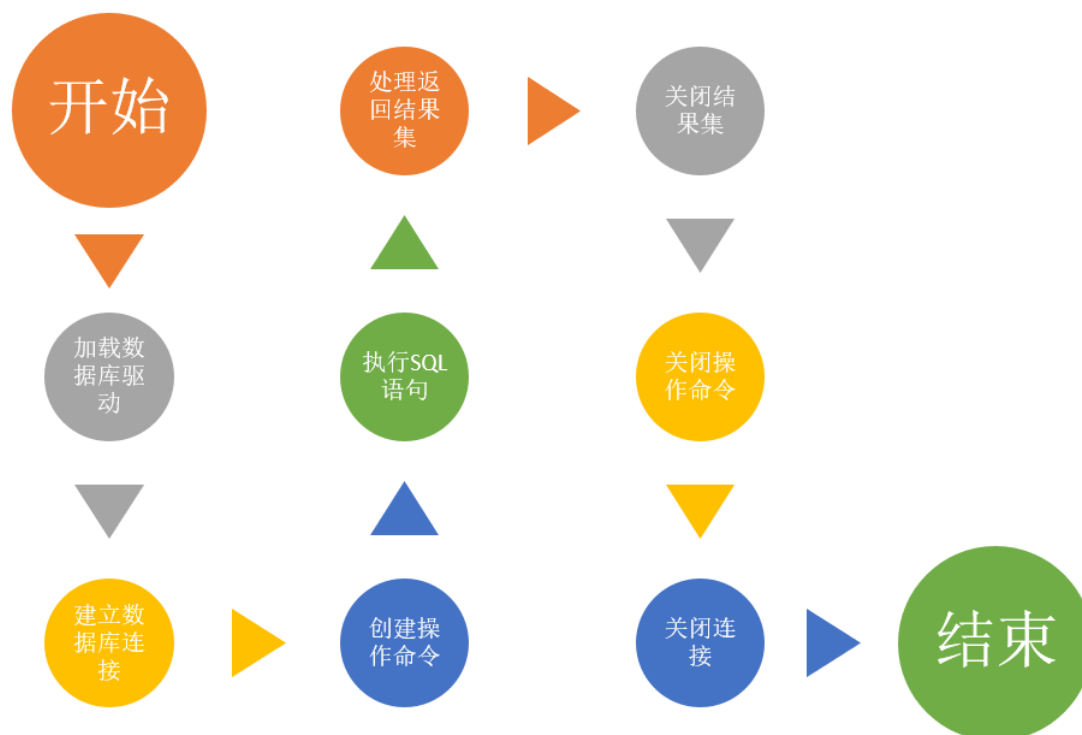 开始
加载数
据库驱
动
建立数
据库连
接
创建操
作命令
执行SQL
语句
处理返
回结果
集
关闭结
果集
关闭操
作命令
关闭连
接
结束